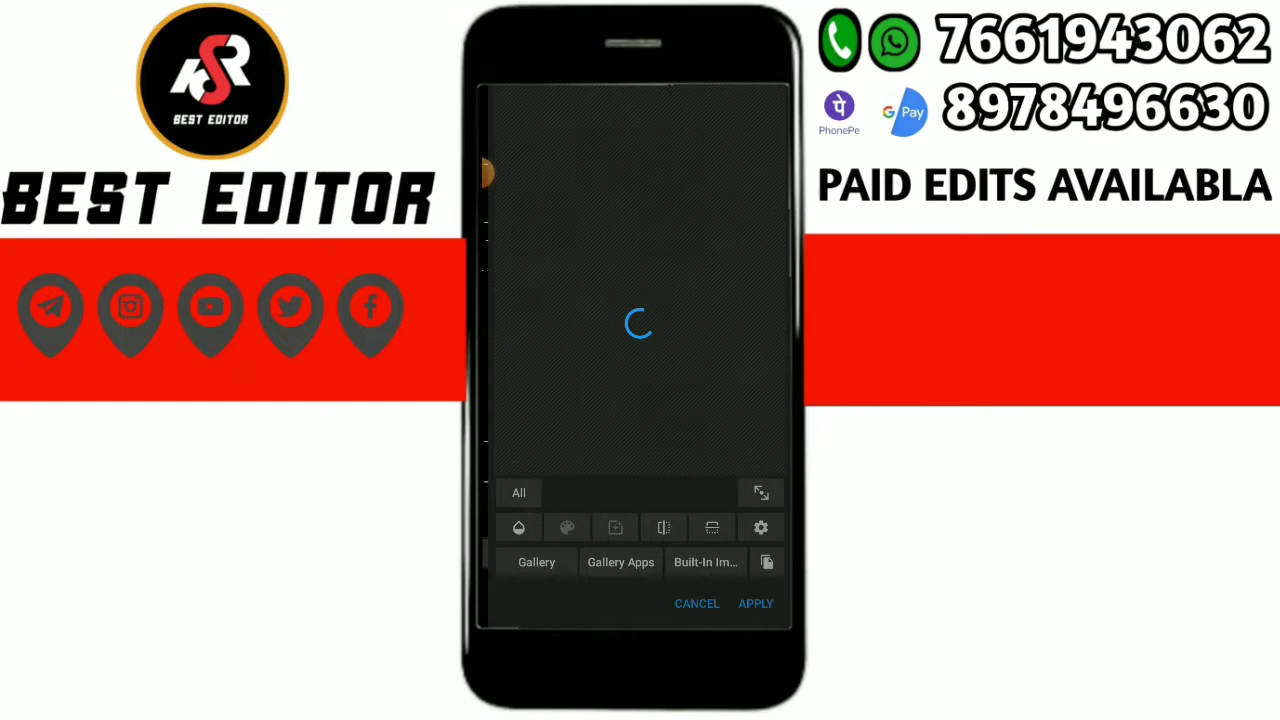 KSR
BEST EDITOR
BEST EDITOR
7661943062
पे
PhonePe
G Pay
8978496630
PAID EDITS AVAILABLA
All
Gallery
Gallery Apps
Built-In Im...
CANCEL
APPLY